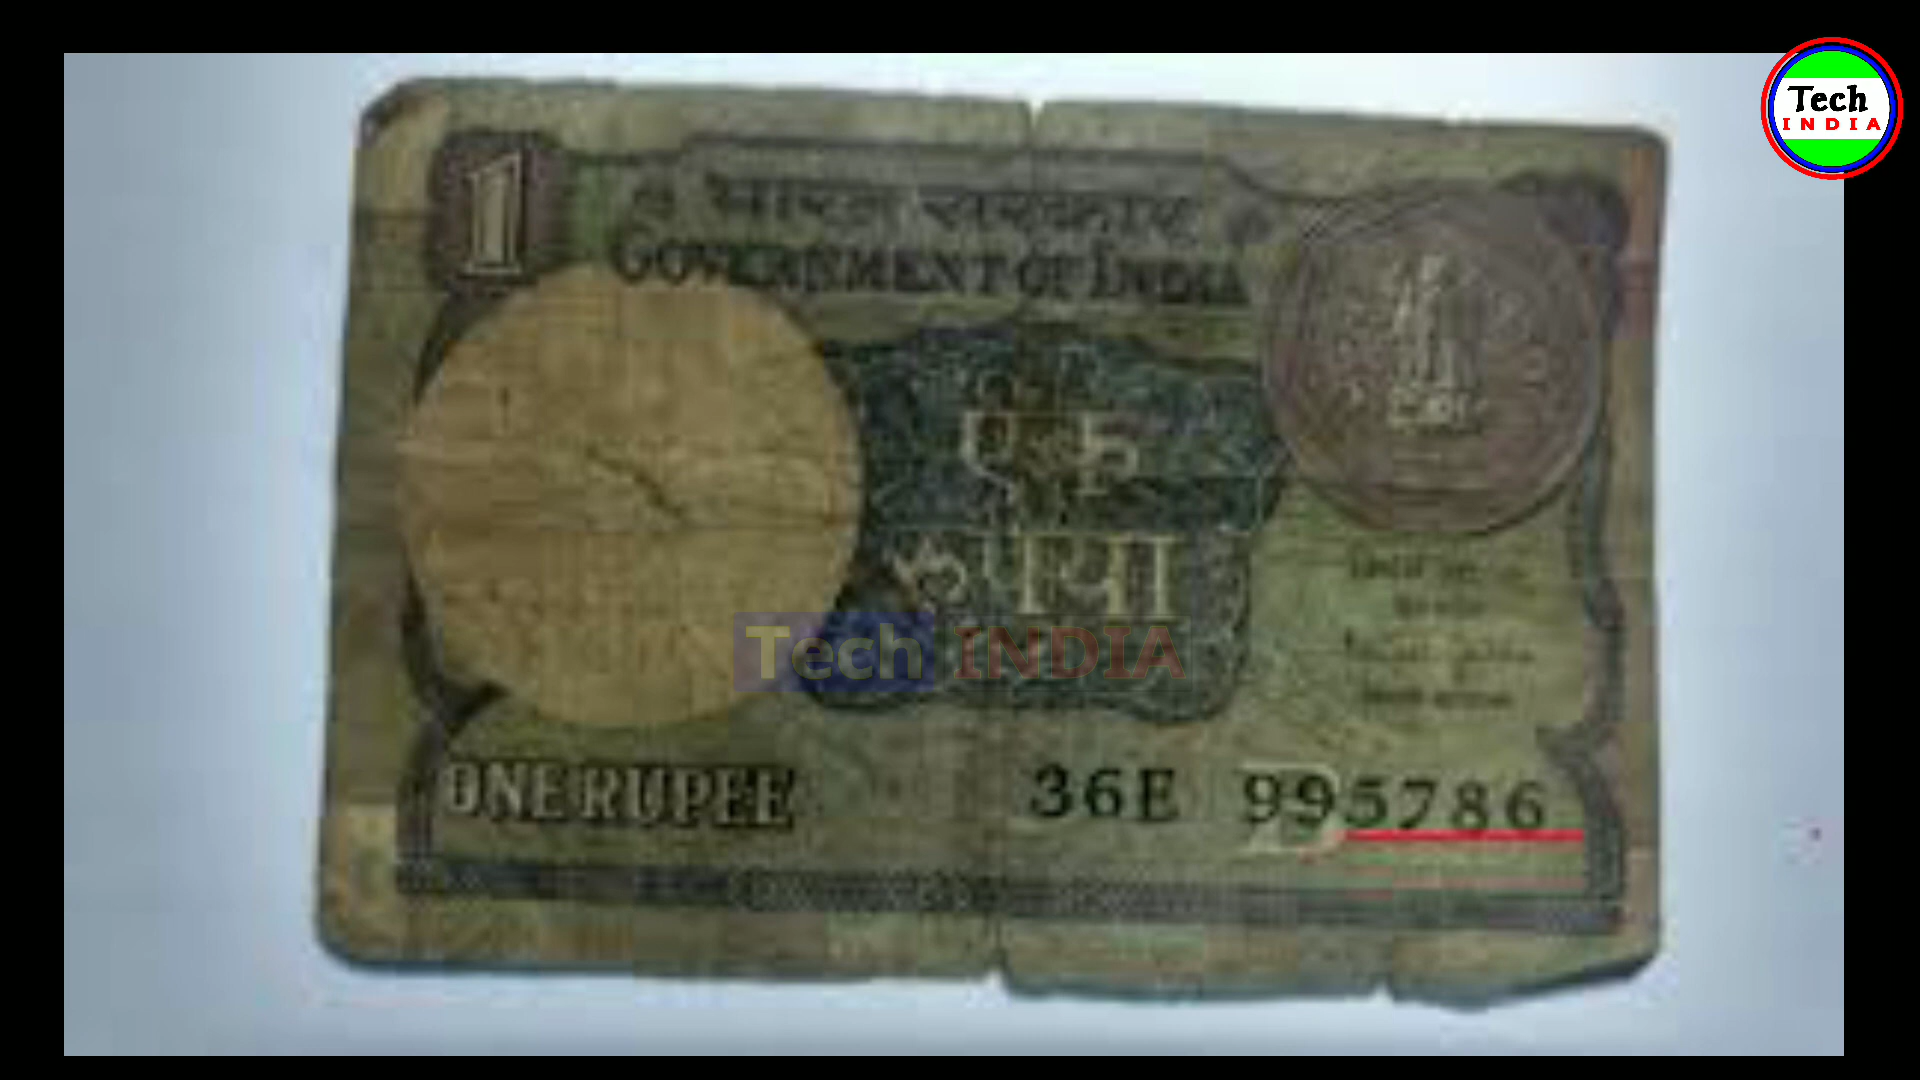 Tech
INDIA
1
भारत सरकार
GOVERNMENT OF INDIA
एक
रुपया
Tech INDIA
ONE RUPEE
36E 995786